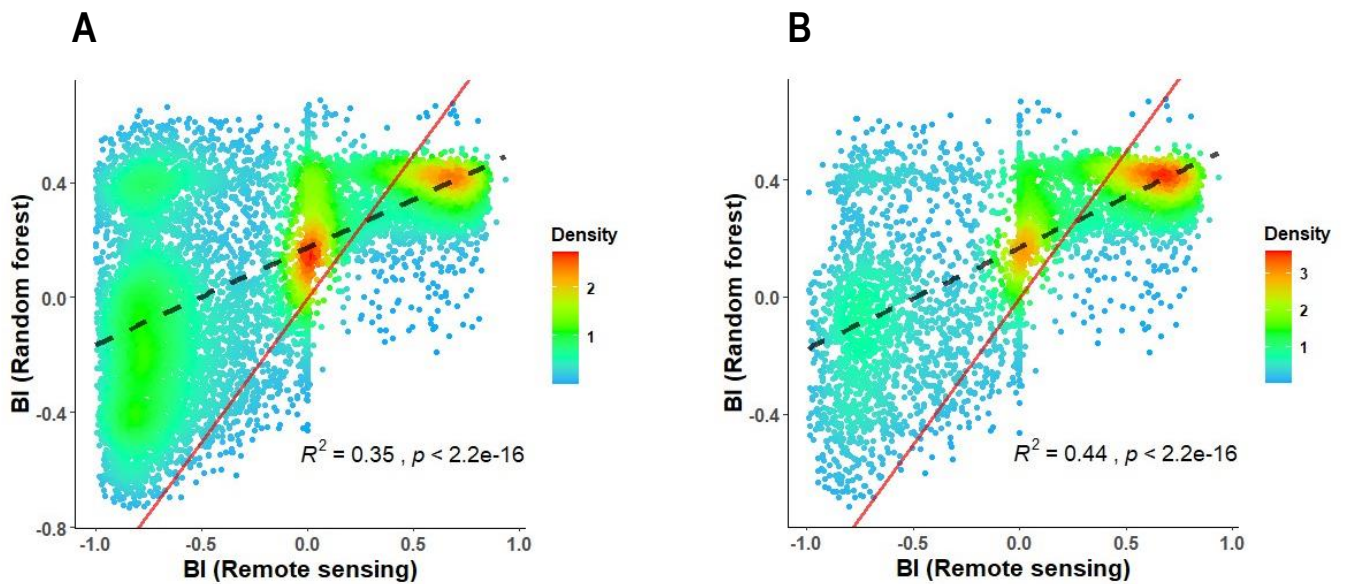 A
BI (Random forest)
0.4
0.0
-0.4
-0.8
-1.0 -0.5 0.0 0.5 1.0
BI (Remote sensing)
R² = 0.35 , p < 2.2e-16
Density
2
1
B
BI (Random forest)
0.4
0.0
-0.4
-1.0 -0.5 0.0 0.5 1.0
BI (Remote sensing)
R² = 0.44 , p < 2.2e-16
Density
3
2
1